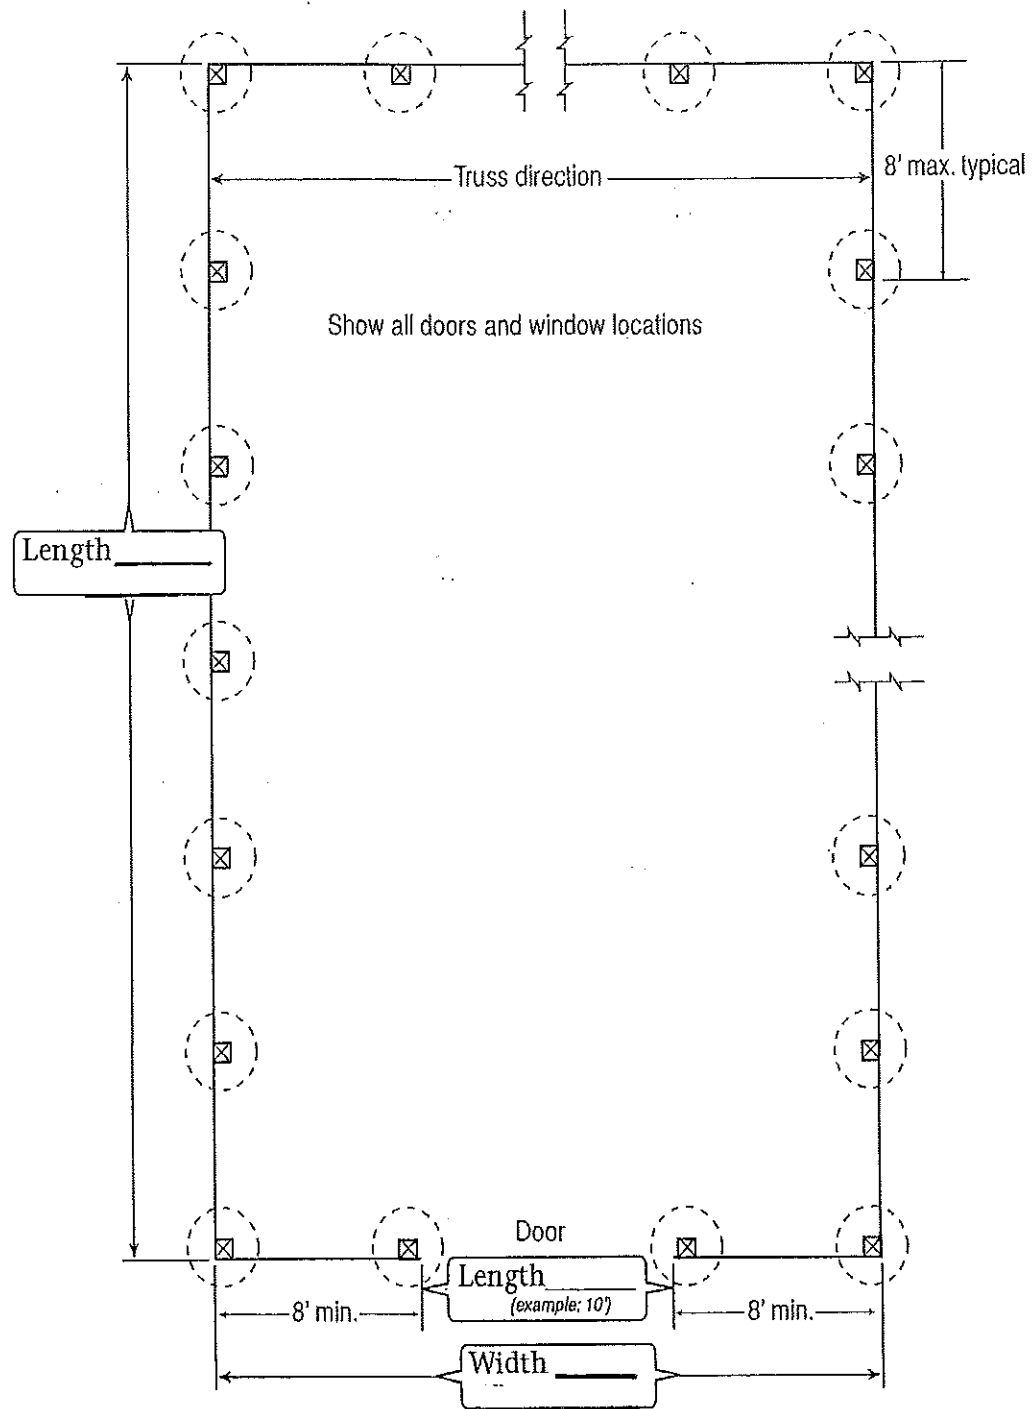 Truss direction
8' max. typical
Show all doors and window locations
Length
Door
Length
(example: 10')
8' min.
8' min.
Width